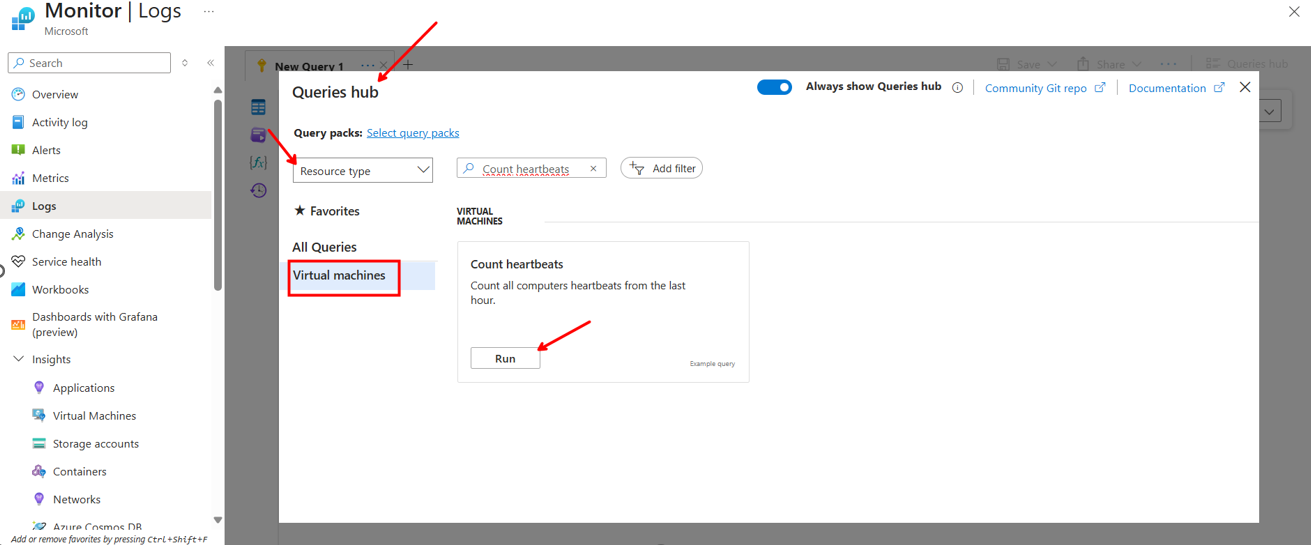 Monitor | Logs ...
Microsoft
Search
Overview
Activity log
Alerts
Metrics
Logs
Change Analysis
Service health
Workbooks
Dashboards with Grafana
(preview)
Insights
Applications
Virtual Machines
Storage accounts
Containers
Networks
Azure Cosmos DB
Add or remove favorites by pressing Ctrl+Shift+F
New Query 1 ...
Save
Share
...
Queries hub
Queries hub
Always show Queries hub
Community Git repo
Documentation
Query packs: Select query packs
Resource type
Count heartbeats
Add filter
Favorites
All Queries
Virtual machines
VIRTUAL
MACHINES
Count heartbeats
Count all computers heartbeats from the last
hour.
Run
Example query